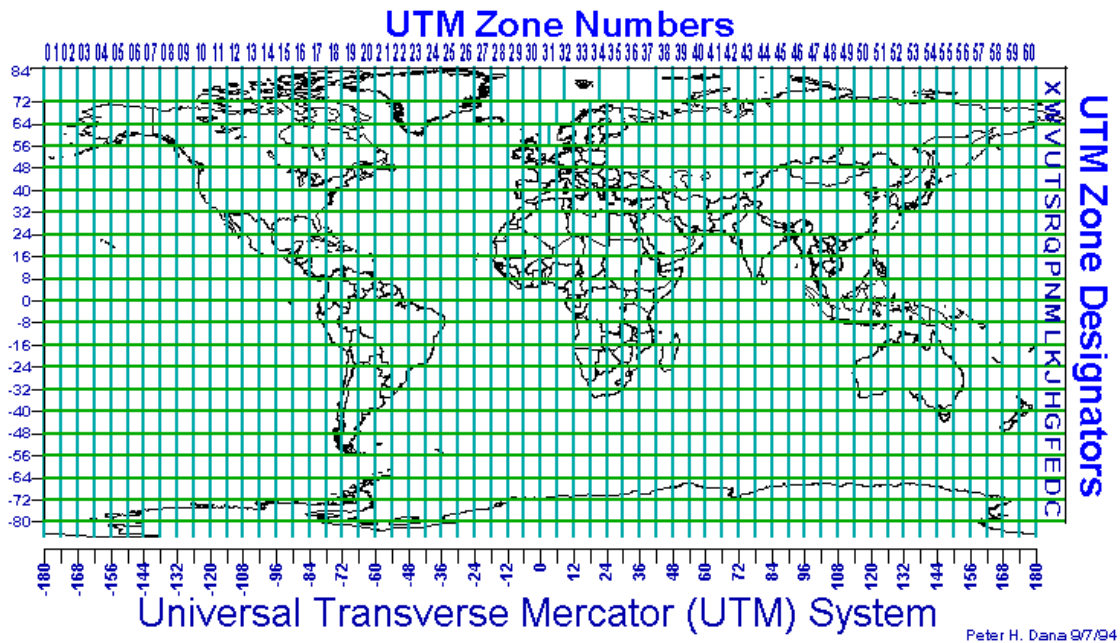 UTM Zone Numbers
01 02 03 04 05 06 07 08 09 10 11 12 13 14 15 16 17 18 19 20 21 22 23 24 25 26 27 28 29 30 31 32 33 34 35 36 37 38 39 40 41 42 43 44 45 46 47 48 49 50 51 52 53 54 55 56 57 58 59 60
84
72
64
56
48
40
32
24
16
8
0
-8
-16
-24
-32
-40
-48
-56
-64
-72
-80
X
W
V
U
T
S
R
Q
P
N
M
L
K
J
H
G
F
E
D
C
UTM Zone Designators
-180 -168 -156 -144 -132 -120 -108 -96 -84 -72 -60 -48 -36 -24 -12 0 12 24 36 48 60 72 84 96 108 120 132 144 156 168 180
Universal Transverse Mercator (UTM) System
Peter H. Dana 9/7/94